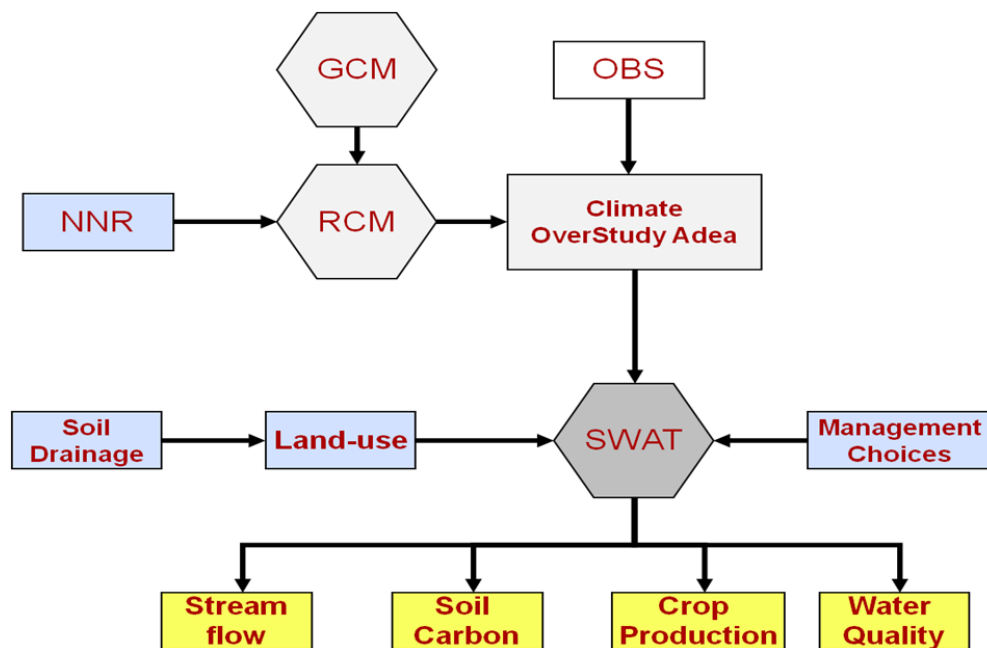 GCM
OBS
NNR
RCM
Climate
OverStudy Adea
Soil
Drainage
Land-use
SWAT
Management
Choices
Stream
flow
Soil
Carbon
Crop
Production
Water
Quality